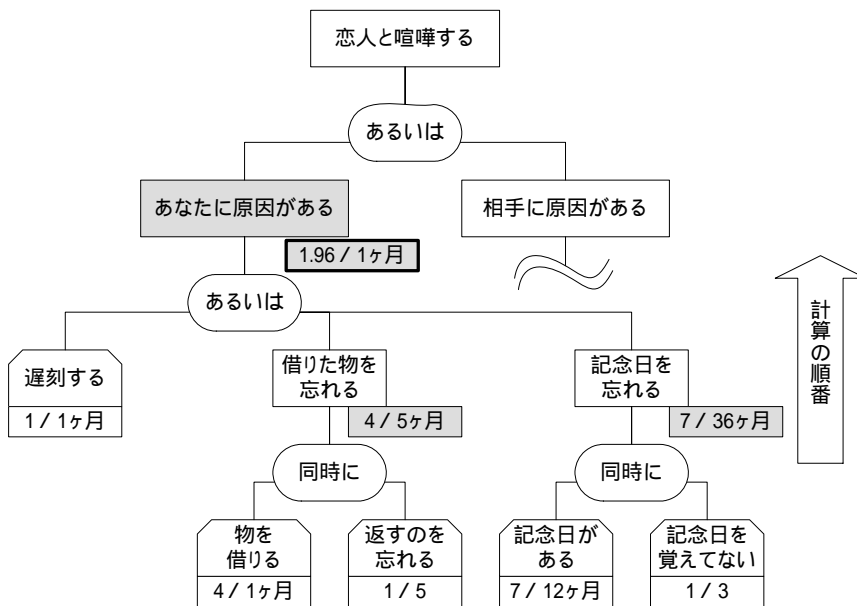 恋人と喧嘩する
あるいは
あなたに原因がある
相手に原因がある
1.96 / 1ヶ月
あるいは
遅刻する
1 / 1ヶ月
借りた物を
忘れる
4 / 5ヶ月
記念日を
忘れる
7 / 36ヶ月
計算の順番
同時に
同時に
物を
借りる
4 / 1ヶ月
返すのを
忘れる
1 / 5
記念日が
ある
7 / 12ヶ月
記念日を
覚えてない
1 / 3